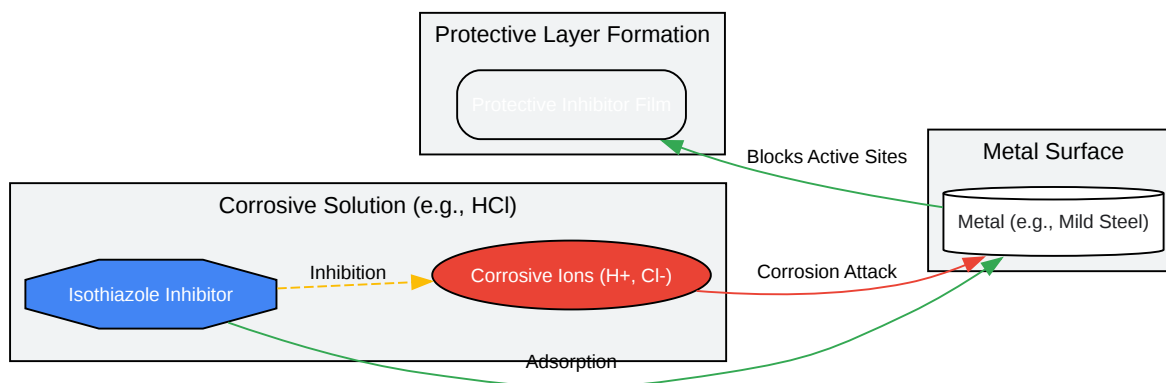 Protective Layer Formation
Protective Inhibitor Film
Blocks Active Sites
Metal Surface
Metal (e.g., Mild Steel)
Corrosive Solution (e.g., HCl)
Isothiazole Inhibitor
Inhibition
Corrosive Ions (H+, Cl-)
Corrosion Attack
Adsorption